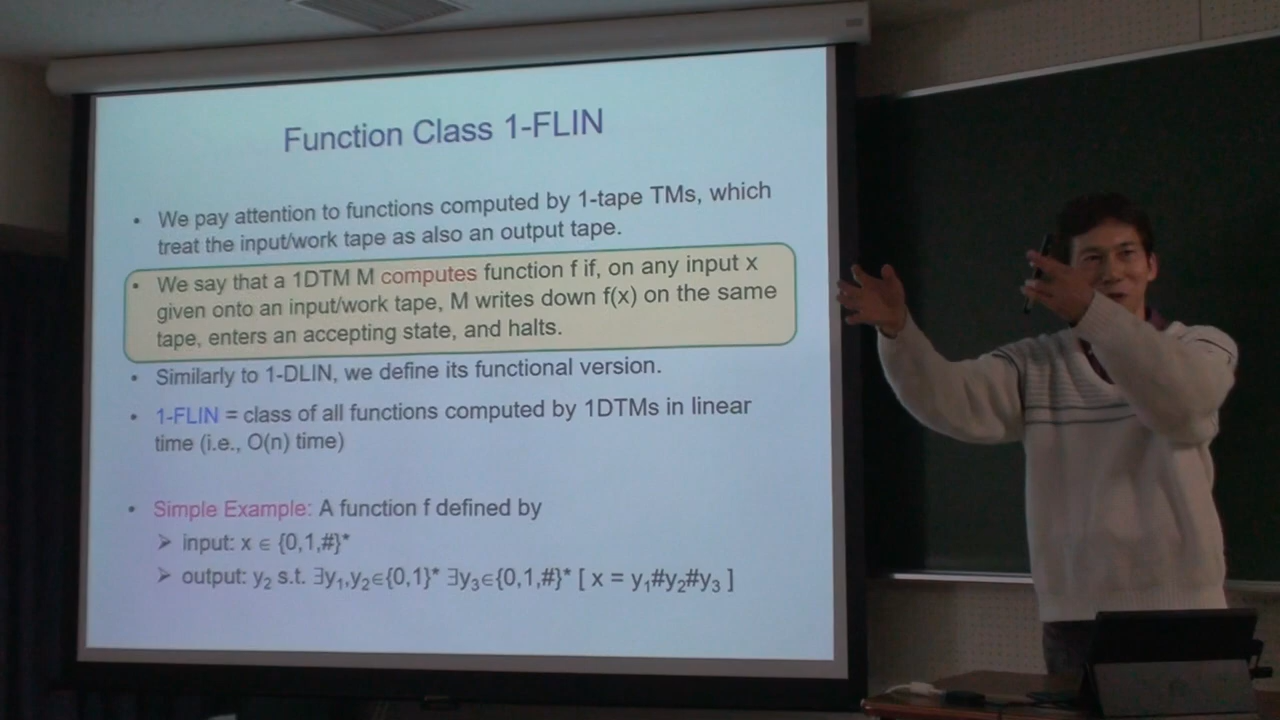 Function Class 1-FLIN
• We pay attention to functions computed by 1-tape TMs, which
treat the input/work tape as also an output tape.
• We say that a 1DTM M computes function f if, on any input x
given onto an input/work tape, M writes down f(x) on the same
tape, enters an accepting state, and halts.
• Similarly to 1-DLIN, we define its functional version.
• 1-FLIN = class of all functions computed by 1DTMs in linear
time (i.e., O(n) time)
• Simple Example: A function f defined by
➢ input: x ∈ {0,1,#}*
➢ output: y₂ s.t. ∃y₁,y₂∈{0,1}* ∃y₃∈{0,1,#}* [ x = y₁#y₂#y₃ ]